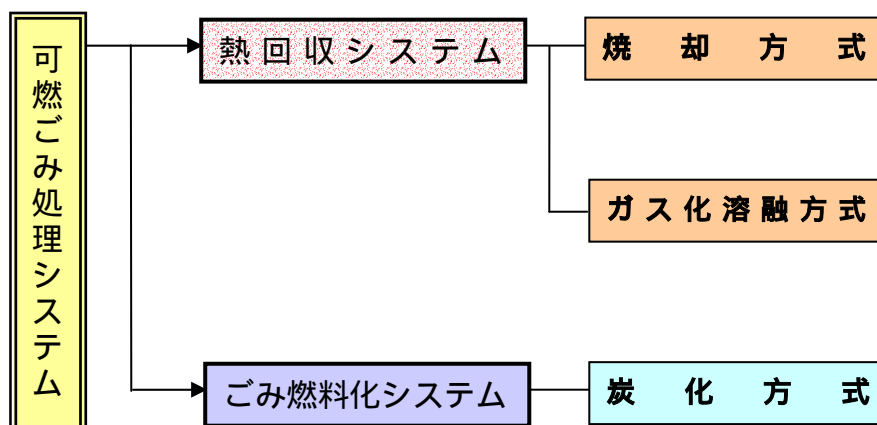 可燃ごみ処理システム
熱回収システム
焼却方式
ガス化溶融方式
ごみ燃料化システム
炭化方式